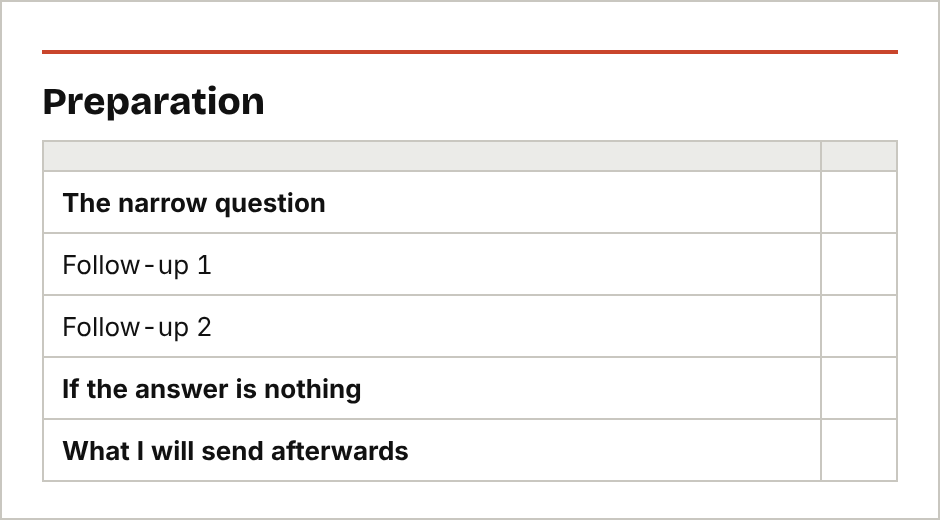 Preparation
The narrow question
Follow-up 1
Follow-up 2
If the answer is nothing
What I will send afterwards